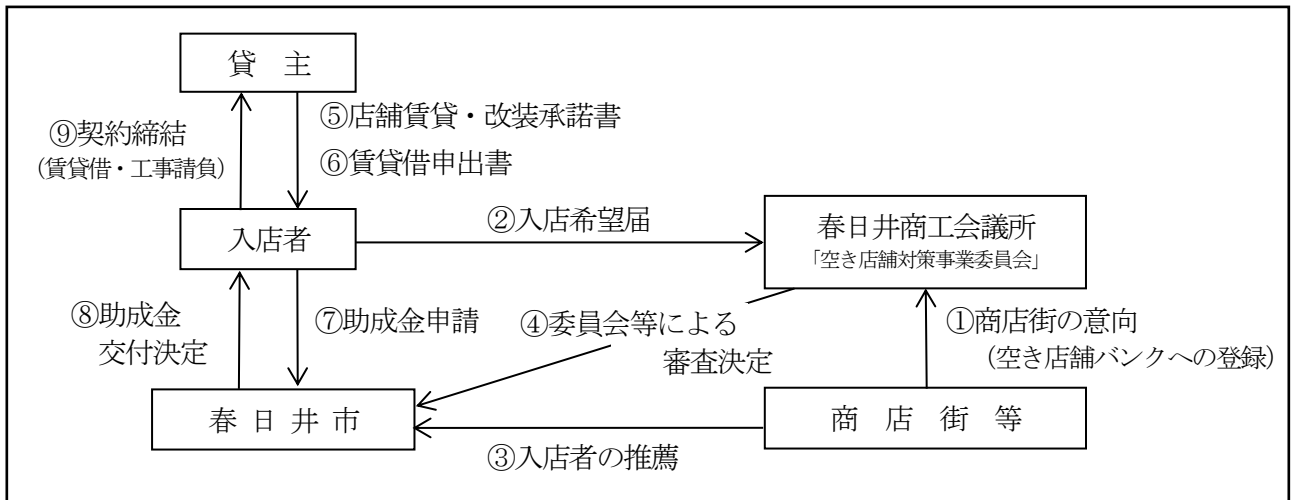 貸　主
⑤店舗賃貸・改装承諾書
⑨契約締結
(賃貸借・工事請負)
⑥賃貸借申出書
入店者
②入店希望届
春日井商工会議所
「空き店舗対策事業委員会」
⑧助成金
交付決定
⑦助成金申請
④委員会等による
審査決定
①商店街の意向
(空き店舗バンクへの登録)
春 日 井 市
商　店　街　等
③入店者の推薦